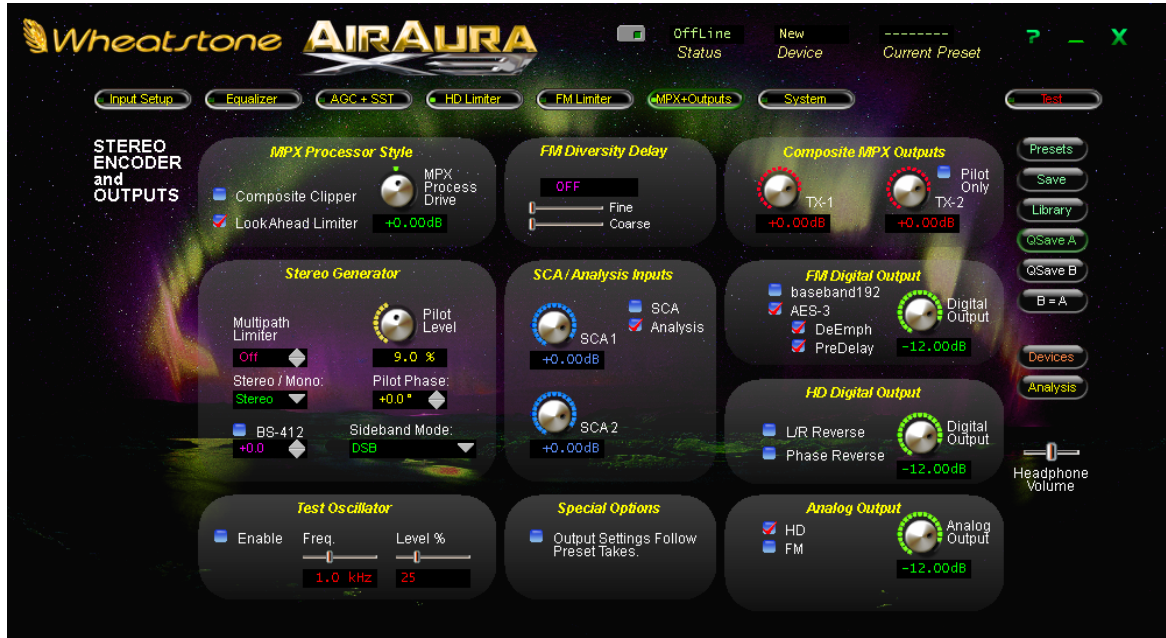 Wheatstone AIRAURA X3 OffLine New -------- ? _ X
Status Device Current Preset
Input Setup Equalizer AGC + SST HD Limiter FM Limiter MPX+Outputs System Test
STEREO
ENCODER
and
OUTPUTS
MPX Processor Style
Composite Clipper
LookAhead Limiter
MPX
Process
Drive
+0.00dB
FM Diversity Delay
OFF
Fine
Coarse
Composite MPX Outputs
TX-1
+0.00dB
Pilot
Only
TX-2
+0.00dB
Presets
Save
Library
QSave A
QSave B
B = A
Devices
Analysis
Headphone
Volume
Stereo Generator
Multipath
Limiter
Off
Pilot
Level
9.0 %
Stereo / Mono:
Stereo
Pilot Phase:
+0.0 °
BS-412
+0.0
Sideband Mode:
DSB
SCA / Analysis Inputs
SCA 1
+0.00dB
SCA
Analysis
SCA 2
+0.00dB
FM Digital Output
baseband192
AES-3
DeEmph
PreDelay
Digital
Output
-12.00dB
HD Digital Output
L/R Reverse
Phase Reverse
Digital
Output
-12.00dB
Test Oscillator
Enable
Freq.
1.0 kHz
Level %
25
Special Options
Output Settings Follow
Preset Takes.
Analog Output
HD
FM
Analog
Output
-12.00dB